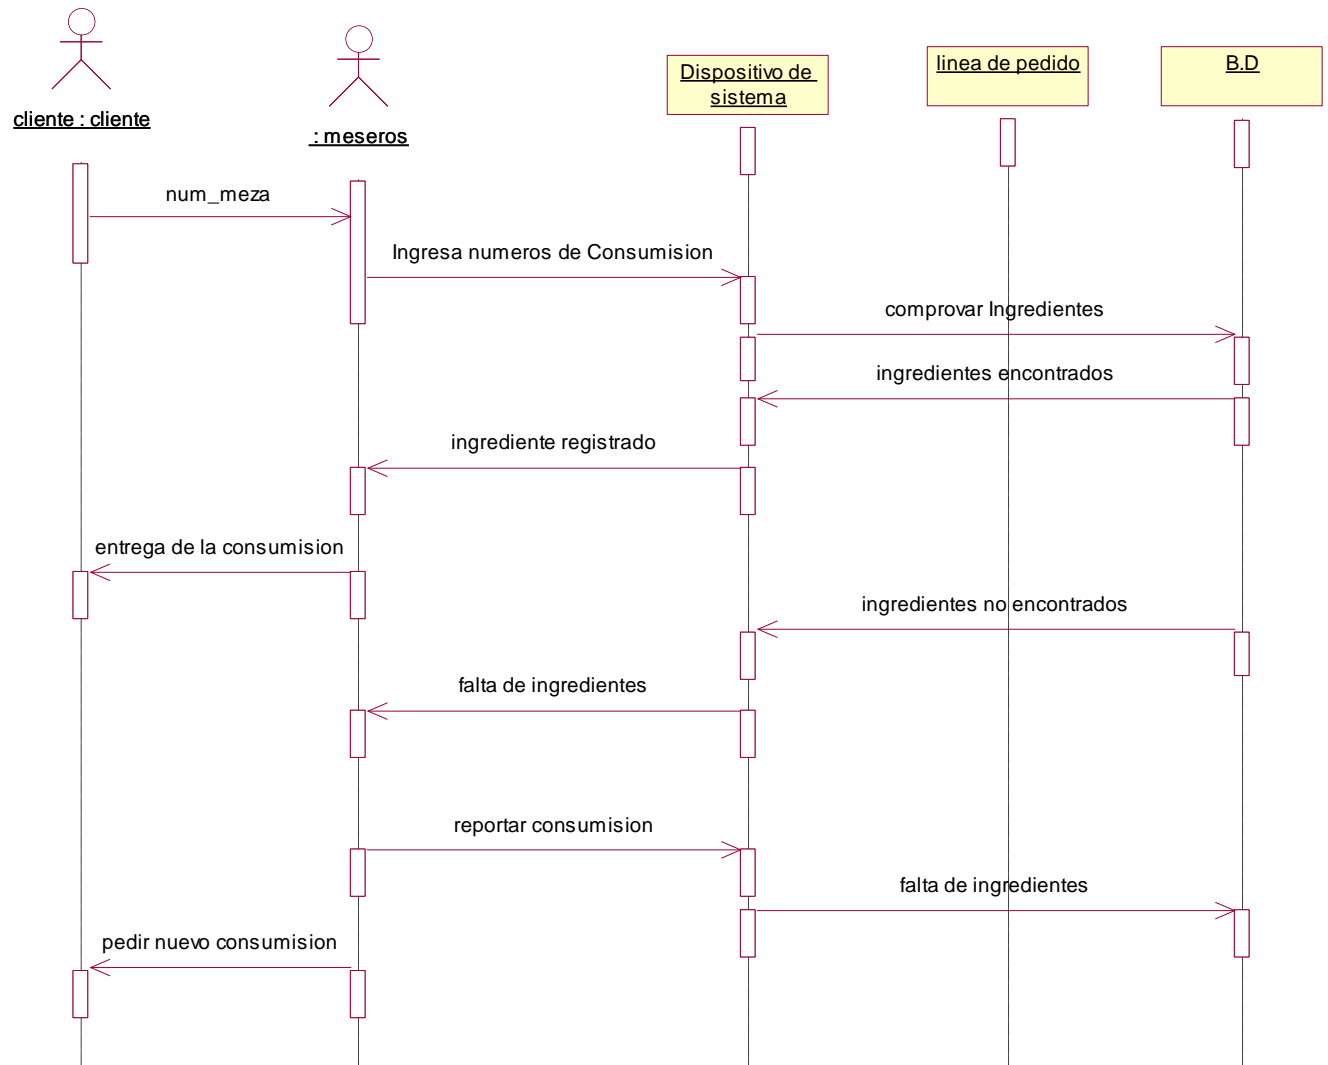 cliente : cliente
: meseros
Dispositivo de
sistema
linea de pedido
B.D
num_meza
Ingresa numeros de Consumision
comprovar Ingredientes
ingredientes encontrados
ingrediente registrado
entrega de la consumision
ingredientes no encontrados
falta de ingredientes
reportar consumision
falta de ingredientes
pedir nuevo consumision